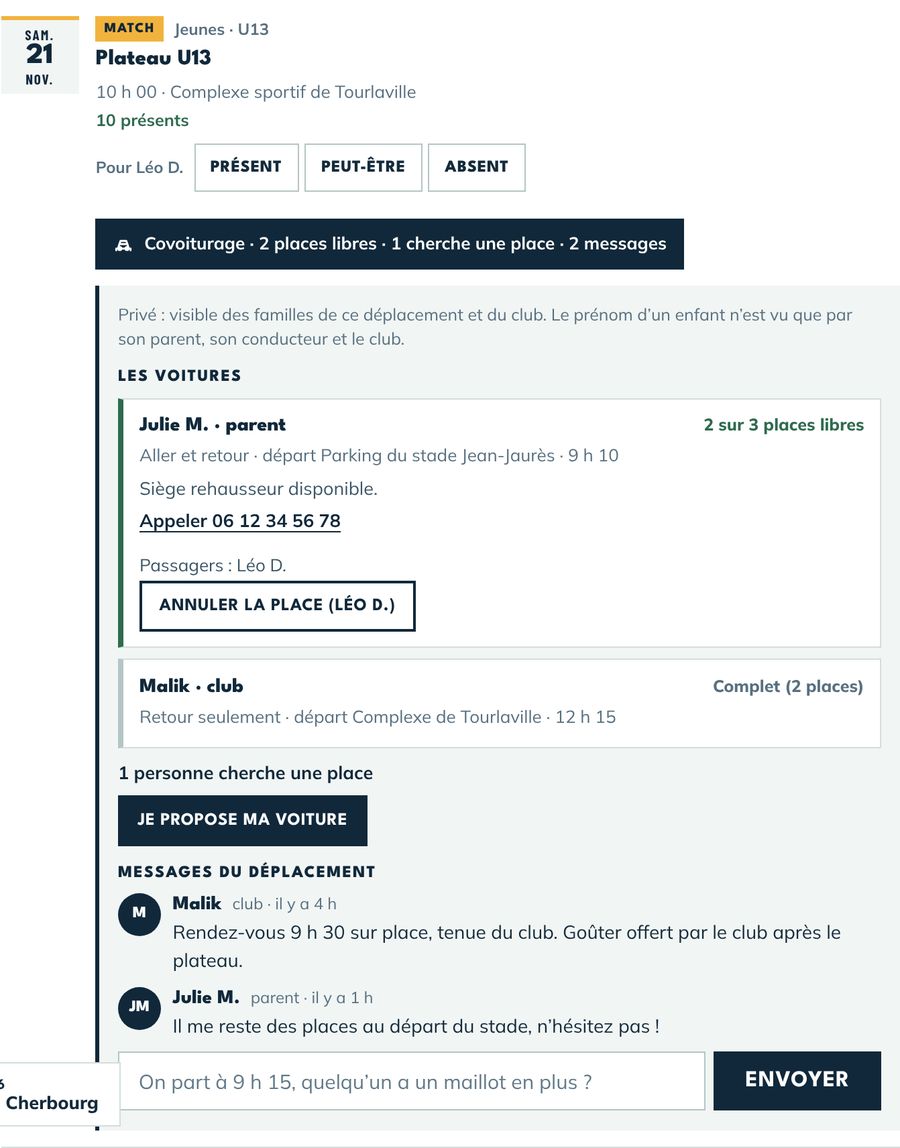 SAM.
21
NOV.
MATCH Jeunes · U13
Plateau U13
10 h 00 · Complexe sportif de Tourlaville
10 présents
Pour Léo D. PRÉSENT PEUT-ÊTRE ABSENT
Covoiturage · 2 places libres · 1 cherche une place · 2 messages
Privé : visible des familles de ce déplacement et du club. Le prénom d’un enfant n’est vu que par
son parent, son conducteur et le club.
LES VOITURES
Julie M. · parent 2 sur 3 places libres
Aller et retour · départ Parking du stade Jean-Jaurès · 9 h 10
Siège rehausseur disponible.
Appeler 06 12 34 56 78
Passagers : Léo D.
ANNULER LA PLACE (LÉO D.)
Malik · club Complet (2 places)
Retour seulement · départ Complexe de Tourlaville · 12 h 15
1 personne cherche une place
JE PROPOSE MA VOITURE
MESSAGES DU DÉPLACEMENT
M Malik club · il y a 4 h
Rendez-vous 9 h 30 sur place, tenue du club. Goûter offert par le club après le
plateau.
JM Julie M. parent · il y a 1 h
Il me reste des places au départ du stade, n’hésitez pas !
On part à 9 h 15, quelqu’un a un maillot en plus ? ENVOYER
Cherbourg